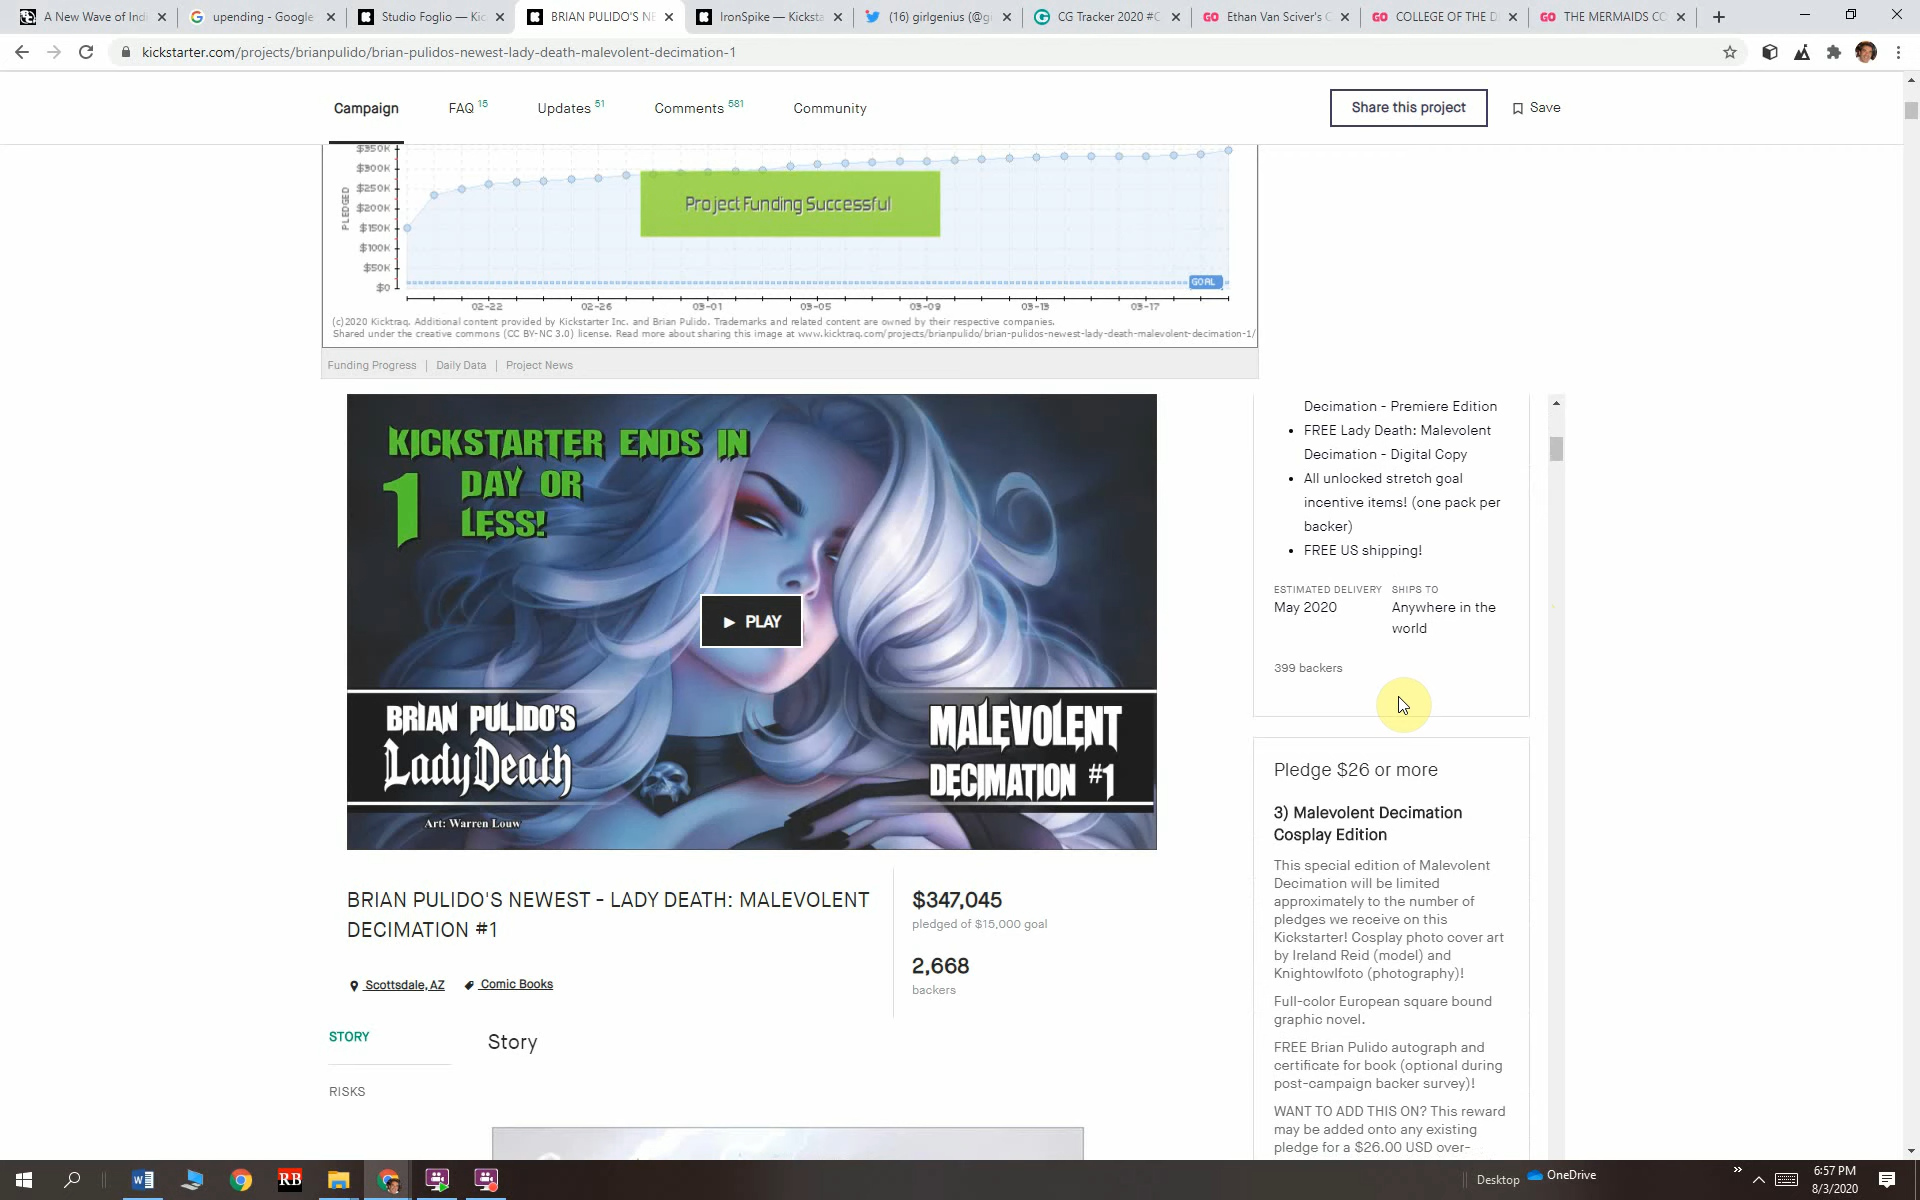 A New Wave of Indi
upending - Google
Studio Foglio — Kic
BRIAN PULIDO'S NE
IronSpike — Kicksta
(16) girlgenius (@gi
CG Tracker 2020 #C
GO Ethan Van Sciver's C
GO COLLEGE OF THE D
GO THE MERMAIDS CO
kickstarter.com/projects/brianpulido/brian-pulidos-newest-lady-death-malevolent-decimation-1
Campaign
FAQ 15
Updates 51
Comments 581
Community
Share this project
Save
$350K
$300K
$250K
$200K
$150K
$100K
$50K
$0
PLEDGED
Project Funding Successful
GOAL
02-22 02-26 03-01 03-05 03-09 03-13 03-17
(c)2020 Kicktraq. Additional content provided by Kickstarter Inc. and Brian Pulido. Trademarks and related content are owned by their respective companies.
Shared under the creative commons (CC BY-NC 3.0) license. Read more about sharing this image at www.kicktraq.com/projects/brianpulido/brian-pulidos-newest-lady-death-malevolent-decimation-1/
Funding Progress | Daily Data | Project News
KICKSTARTER ENDS IN
1 DAY OR
LESS!
PLAY
BRIAN PULIDO'S
Lady Death
MALEVOLENT
DECIMATION #1
Art: Warren Louw
BRIAN PULIDO'S NEWEST - LADY DEATH: MALEVOLENT
DECIMATION #1
Scottsdale, AZ
Comic Books
$347,045
pledged of $15,000 goal
2,668
backers
STORY
RISKS
Story
Decimation - Premiere Edition
• FREE Lady Death: Malevolent
Decimation - Digital Copy
• All unlocked stretch goal
incentive items! (one pack per
backer)
• FREE US shipping!
ESTIMATED DELIVERY
May 2020
SHIPS TO
Anywhere in the
world
399 backers
Pledge $26 or more
3) Malevolent Decimation
Cosplay Edition
This special edition of Malevolent
Decimation will be limited
approximately to the number of
pledges we receive on this
Kickstarter! Cosplay photo cover art
by Ireland Reid (model) and
Knightowlfoto (photography)!
Full-color European square bound
graphic novel.
FREE Brian Pulido autograph and
certificate for book (optional during
post-campaign backer survey)!
WANT TO ADD THIS ON? This reward
may be added onto any existing
pledge for a $26.00 USD over-
RB
Desktop
OneDrive
6:57 PM
8/3/2020